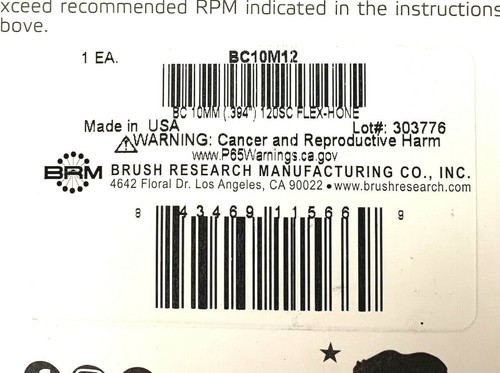 xceed recommended RPM indicated in the instructions
bove.
1 EA.
BC10M12
BC 10MM (.394") 120SC FLEX-HONE
Made in USA
Lot#: 303776
WARNING: Cancer and Reproductive Harm
www.P65Warnings.ca.gov
BRM
BRUSH RESEARCH MANUFACTURING CO., INC.
4642 Floral Dr. Los Angeles, CA 90022 • www.brushresearch.com
8 43469 11566 9